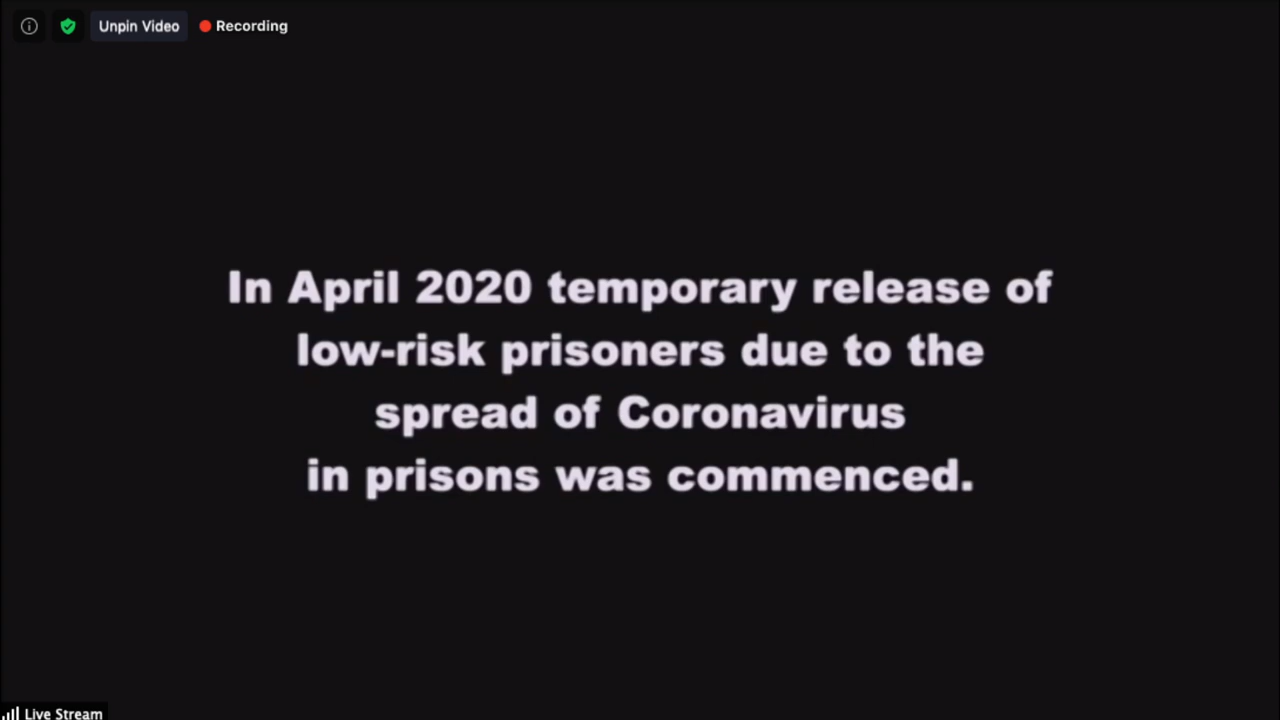 Unpin Video
Recording
In April 2020 temporary release of
low-risk prisoners due to the
spread of Coronavirus
in prisons was commenced.
Live Stream